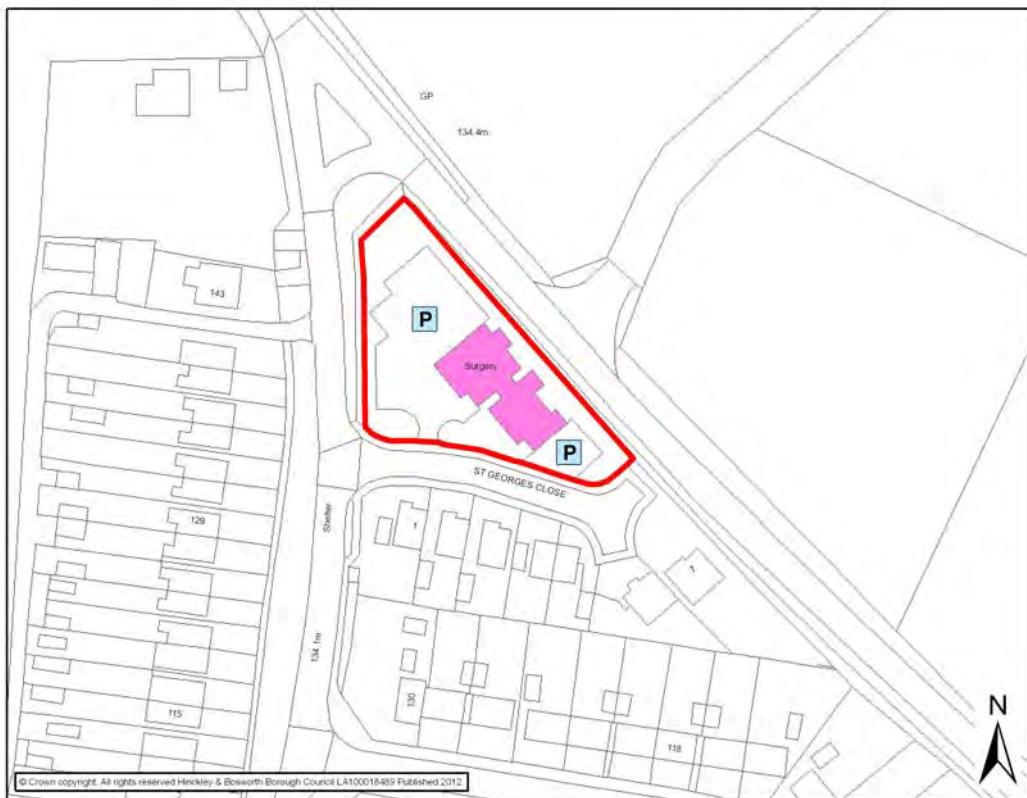 GP
134.4m
143
P
Surgery
P
ST GEORGES CLOSE
129
Shelter
1
1
134.1m
130
115
118
N
© Crown copyright. All rights reserved Hinckley & Bosworth Borough Council LA100018489 Published 2012